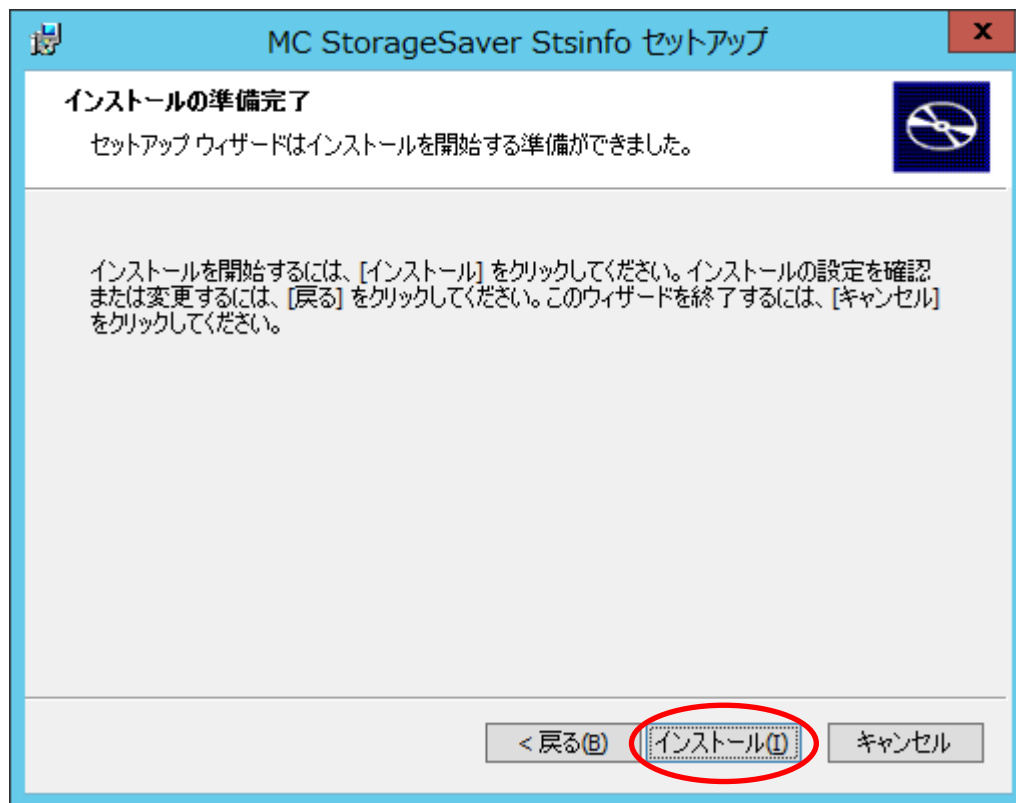 MC StorageSaver Stsinfo セットアップ
x
インストールの準備完了
セットアップ ウィザードはインストールを開始する準備ができました。
インストールを開始するには、[インストール] をクリックしてください。インストールの設定を確認
または変更するには、[戻る] をクリックしてください。このウィザードを終了するには、[キャンセル]
をクリックしてください。
< 戻る(B) インストール(I) キャンセル